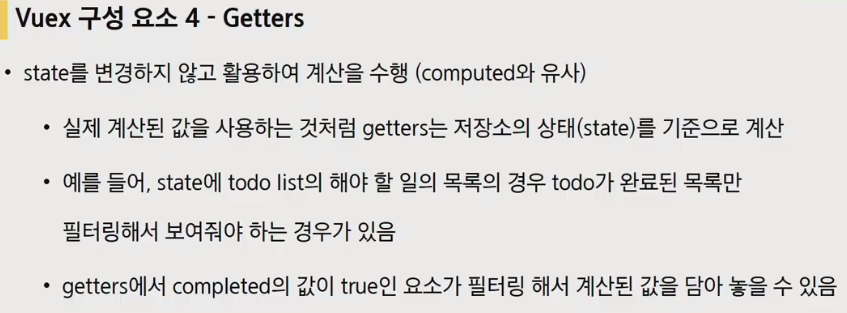 Vuex 구성 요소 4 - Getters
• state를 변경하지 않고 활용하여 계산을 수행 (computed와 유사)
• 실제 계산된 값을 사용하는 것처럼 getters는 저장소의 상태(state)를 기준으로 계산
• 예를 들어, state에 todo list의 해야 할 일의 목록의 경우 todo가 완료된 목록만
필터링해서 보여줘야 하는 경우가 있음
• getters에서 completed의 값이 true인 요소가 필터링 해서 계산된 값을 담아 놓을 수 있음